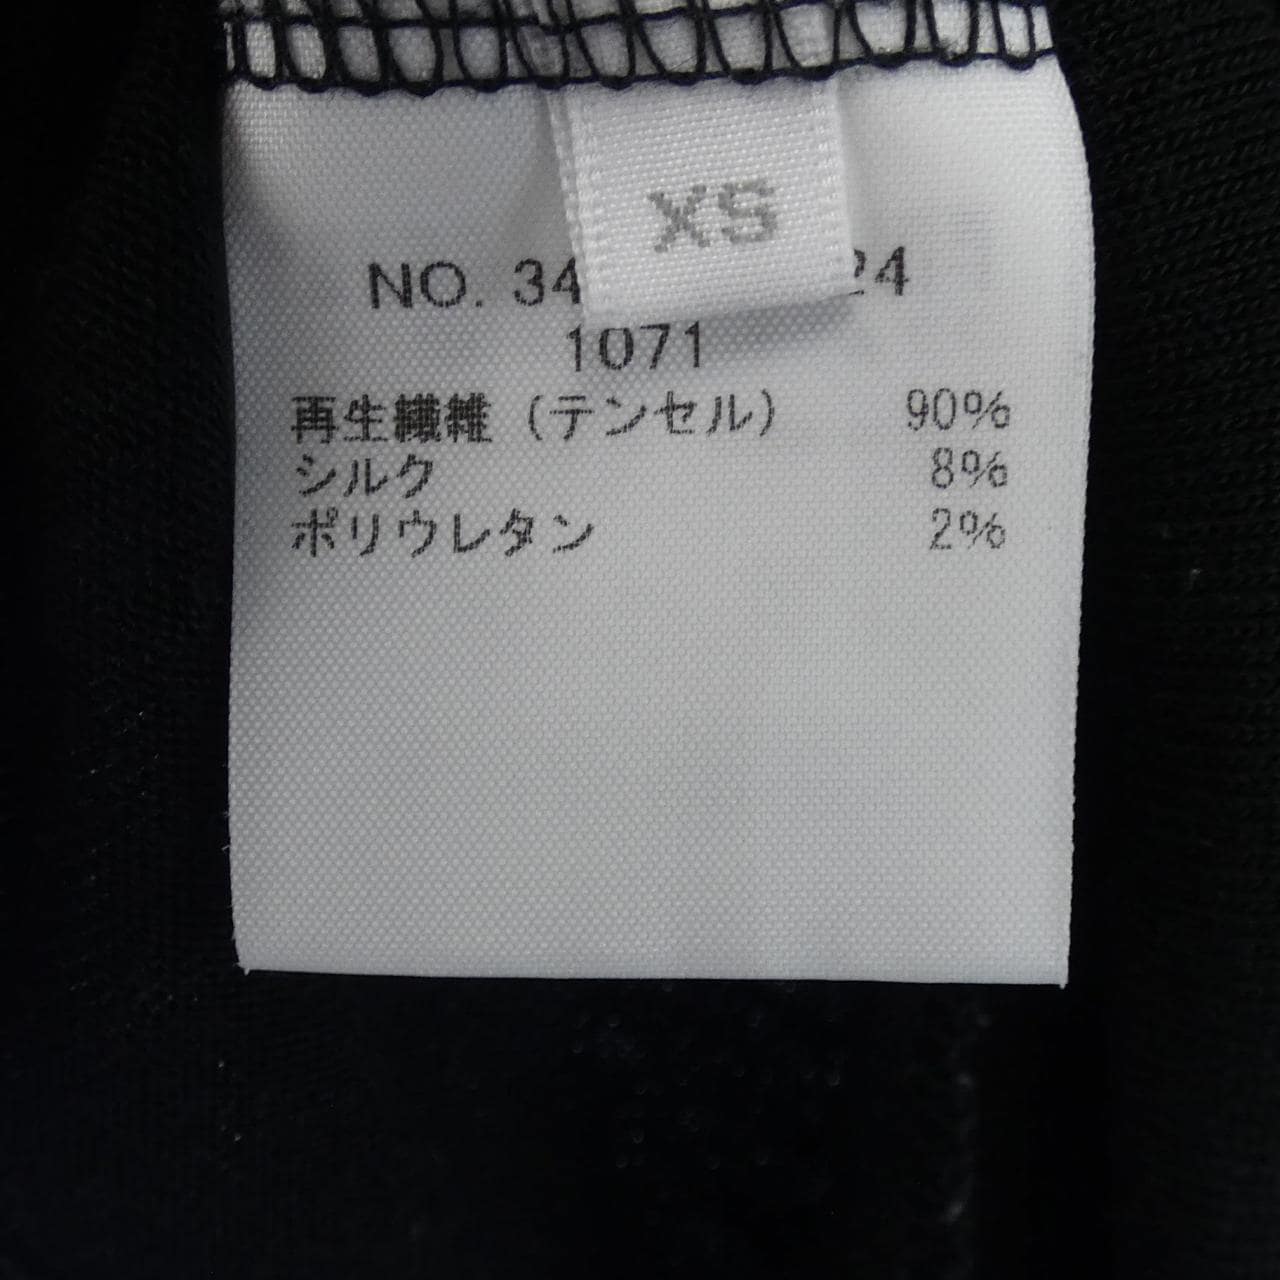 XS
NO. 34 24
1071
再生繊維（テンセル） 90%
シルク 8%
ポリウレタン 2%